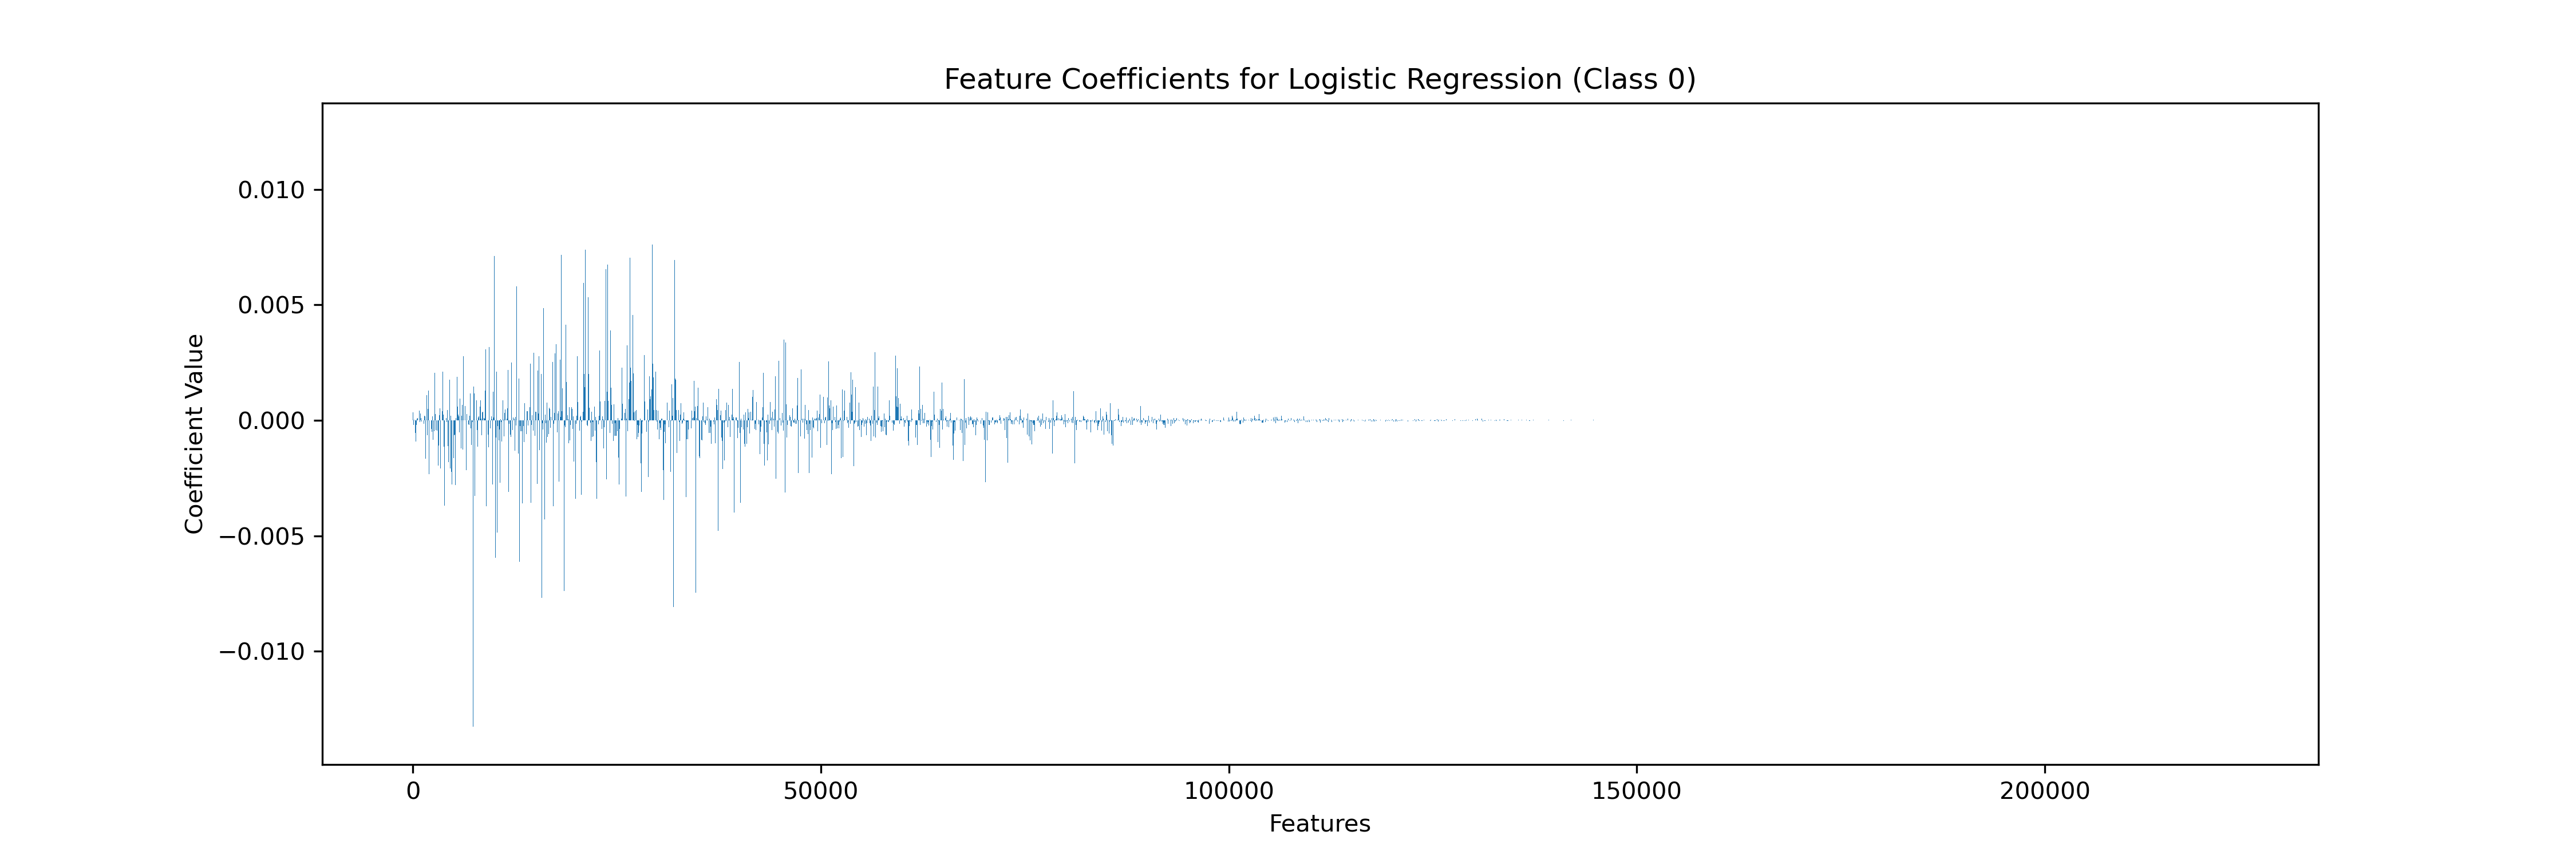 Feature Coefficients for Logistic Regression (Class 0)
0.010
0.005
0.000
−0.005
−0.010
Coefficient Value
0 50000 100000 150000 200000
Features